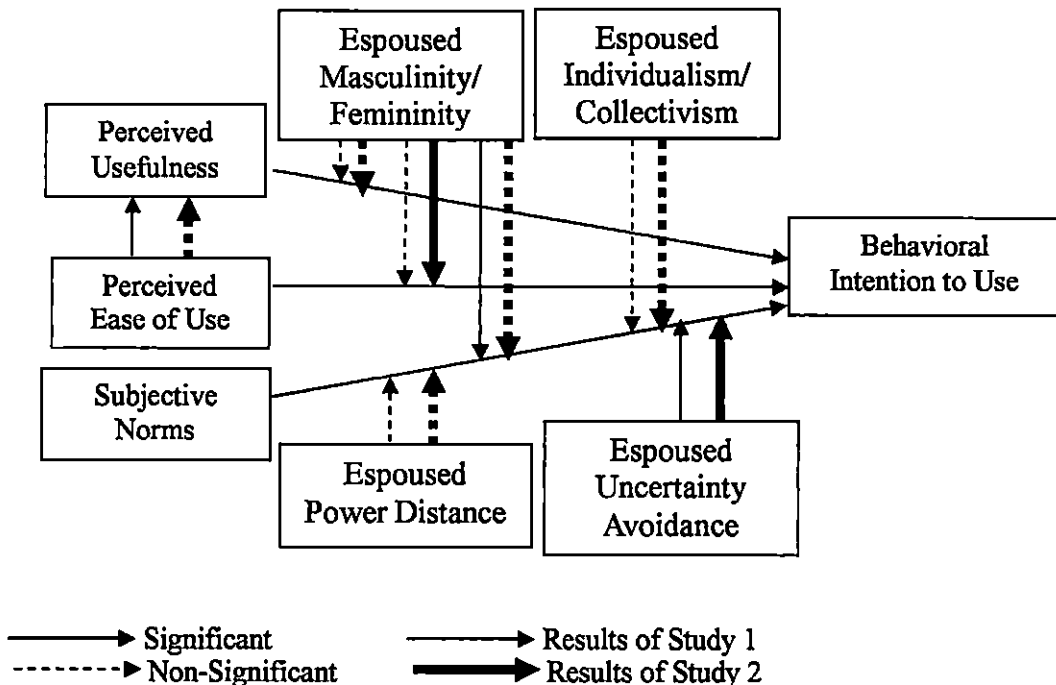 Espoused
Masculinity/
Femininity
Espoused
Individualism/
Collectivism
Perceived
Usefulness
Behavioral
Intention to Use
Perceived
Ease of Use
Subjective
Norms
Espoused
Power Distance
Espoused
Uncertainty
Avoidance
Significant
Results of Study 1
Non-Significant
Results of Study 2